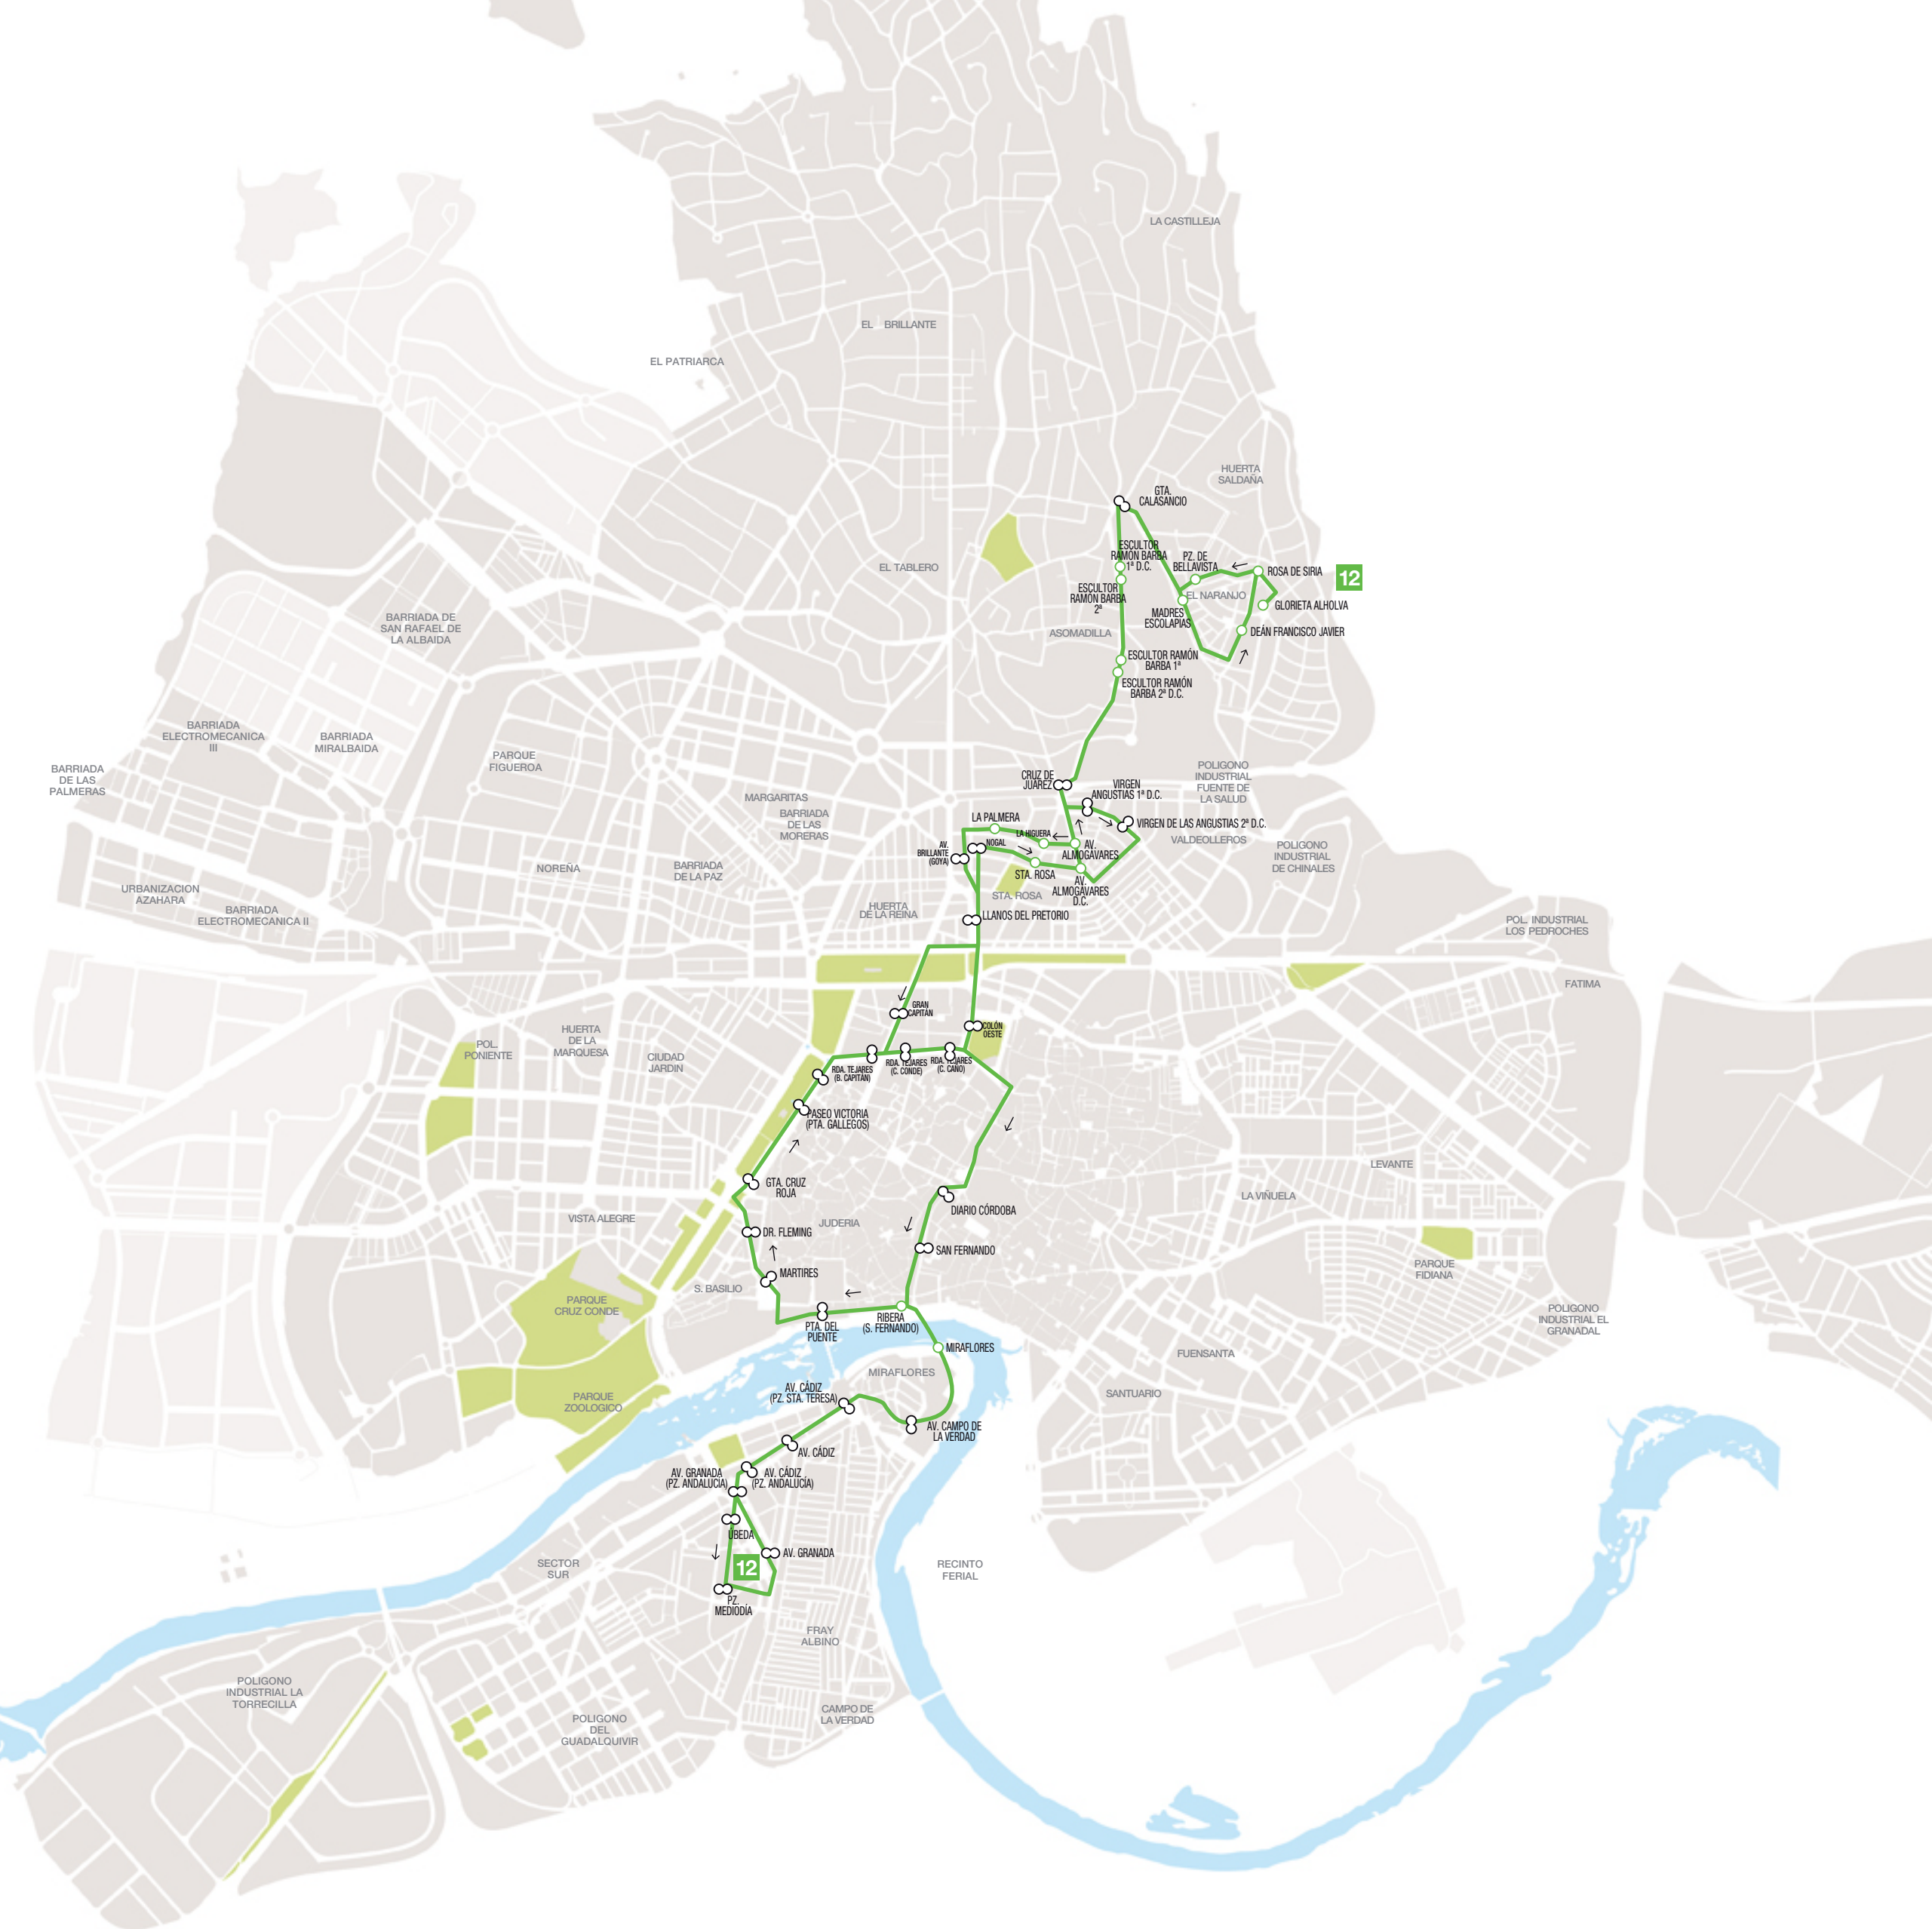 LA CASTILLEJA
EL BRILLANTE
EL PATRIARCA
HUERTA
SALDAÑA
GTA.
CALASANCIO
ESCULTOR
RAMÓN BARBA
1ª D.C.
PZ. DE
BELLAVISTA
ROSA DE SIRIA
12
EL TABLERO
ESCULTOR
RAMÓN BARBA
2ª
EL NARANJO
GLORIETA ALHOLVA
MADRES
ESCOLAPIAS
DEÁN FRANCISCO JAVIER
BARRIADA DE
SAN RAFAEL DE
LA ALBAIDA
ASOMADILLA
ESCULTOR RAMÓN
BARBA 1ª
ESCULTOR RAMÓN
BARBA 2ª D.C.
BARRIADA
ELECTROMECANICA
III
BARRIADA
MIRALBAIDA
PARQUE
FIGUEROA
BARRIADA
DE LAS
PALMERAS
CRUZ DE
JUÁREZ
VIRGEN
ANGUSTIAS 1ª D.C.
POLIGONO
INDUSTRIAL
FUENTE DE
LA SALUD
MARGARITAS
BARRIADA
DE LAS
MORERAS
LA PALMERA
LA HIGUERA
VIRGEN DE LAS ANGUSTIAS 2ª D.C.
VALDEOLLEROS
AV.
BRILLANTE
(GOYA)
NOGAL
AV.
ALMOGÁVARES
POLIGONO
INDUSTRIAL
DE CHINALES
NOREÑA
BARRIADA
DE LA PAZ
STA. ROSA
AV.
ALMOGÁVARES
D.C.
STA. ROSA
URBANIZACION
AZAHARA
BARRIADA
ELECTROMECANICA II
HUERTA
DE LA REINA
LLANOS DEL PRETORIO
POL. INDUSTRIAL
LOS PEDROCHES
FATIMA
GRAN
CAPITÁN
COLÓN
OESTE
HUERTA
DE LA
MARQUESA
POL.
PONIENTE
CIUDAD
JARDIN
RDA. TEJARES
(B. CAPITÁN)
RDA. TEJARES
(C. CONDE)
RDA. TEJARES
(C. CAÑO)
PASEO VICTORIA
(PTA. GALLEGOS)
LEVANTE
LA VIÑUELA
GTA. CRUZ
ROJA
DIARIO CÓRDOBA
VISTA ALEGRE
JUDERIA
DR. FLEMING
SAN FERNANDO
MARTIRES
S. BASILIO
PARQUE
FIDIANA
PARQUE
CRUZ CONDE
PTA. DEL
PUENTE
RIBERA
(S. FERNANDO)
POLIGONO
INDUSTRIAL EL
GRANADAL
MIRAFLORES
FUENSANTA
MIRAFLORES
SANTUARIO
PARQUE
ZOOLOGICO
AV. CÁDIZ
(PZ. STA. TERESA)
AV. CAMPO DE
LA VERDAD
AV. CÁDIZ
AV. GRANADA
(PZ. ANDALUCÍA)
AV. CÁDIZ
(PZ. ANDALUCÍA)
ÚBEDA
AV. GRANADA
12
SECTOR
SUR
RECINTO
FERIAL
PZ.
MEDIODÍA
FRAY
ALBINO
POLIGONO
INDUSTRIAL LA
TORRECILLA
CAMPO DE
LA VERDAD
POLIGONO
DEL
GUADALQUIVIR